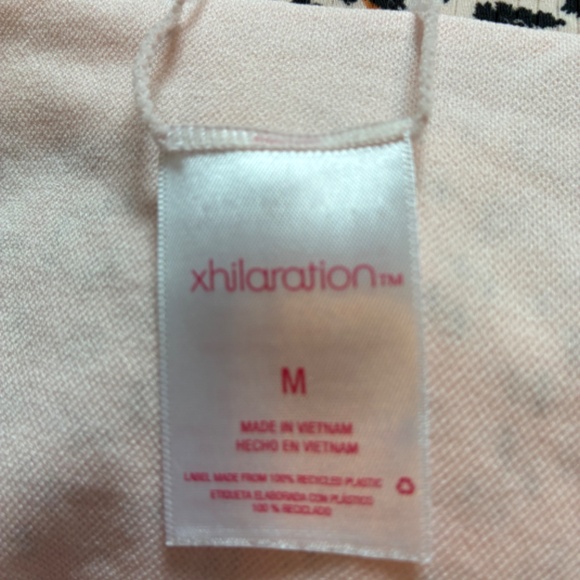 xhilaration™
M
MADE IN VIETNAM
HECHO EN VIETNAM
LABEL MADE FROM 100% RECYCLED PLASTIC
ETIQUETA ELABORADA CON PLÁSTICO
100 % RECICLADO